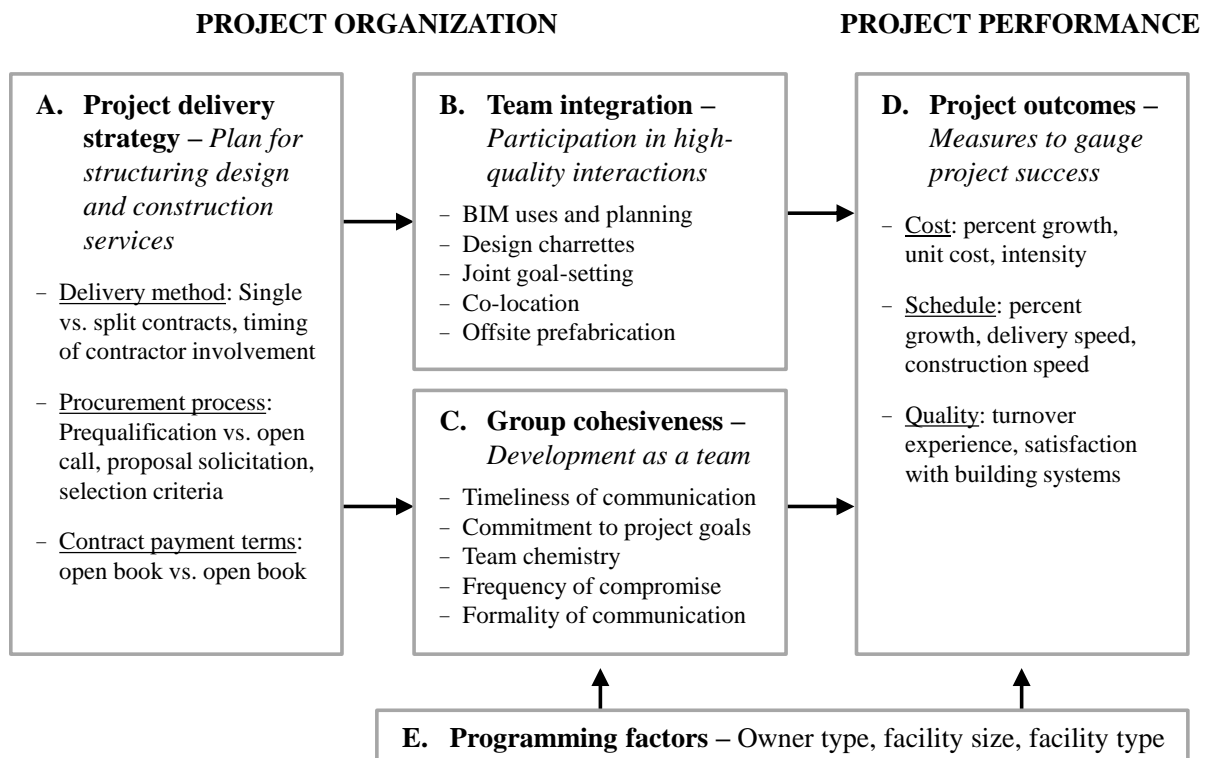 PROJECT ORGANIZATION
PROJECT PERFORMANCE
A. Project delivery
strategy – Plan for
structuring design
and construction
services
– Delivery method: Single
vs. split contracts, timing
of contractor involvement
– Procurement process:
Prequalification vs. open
call, proposal solicitation,
selection criteria
– Contract payment terms:
open book vs. open book
B. Team integration –
Participation in high-
quality interactions
– BIM uses and planning
– Design charrettes
– Joint goal-setting
– Co-location
– Offsite prefabrication
C. Group cohesiveness –
Development as a team
– Timeliness of communication
– Commitment to project goals
– Team chemistry
– Frequency of compromise
– Formality of communication
D. Project outcomes –
Measures to gauge
project success
– Cost: percent growth,
unit cost, intensity
– Schedule: percent
growth, delivery speed,
construction speed
– Quality: turnover
experience, satisfaction
with building systems
E. Programming factors – Owner type, facility size, facility type